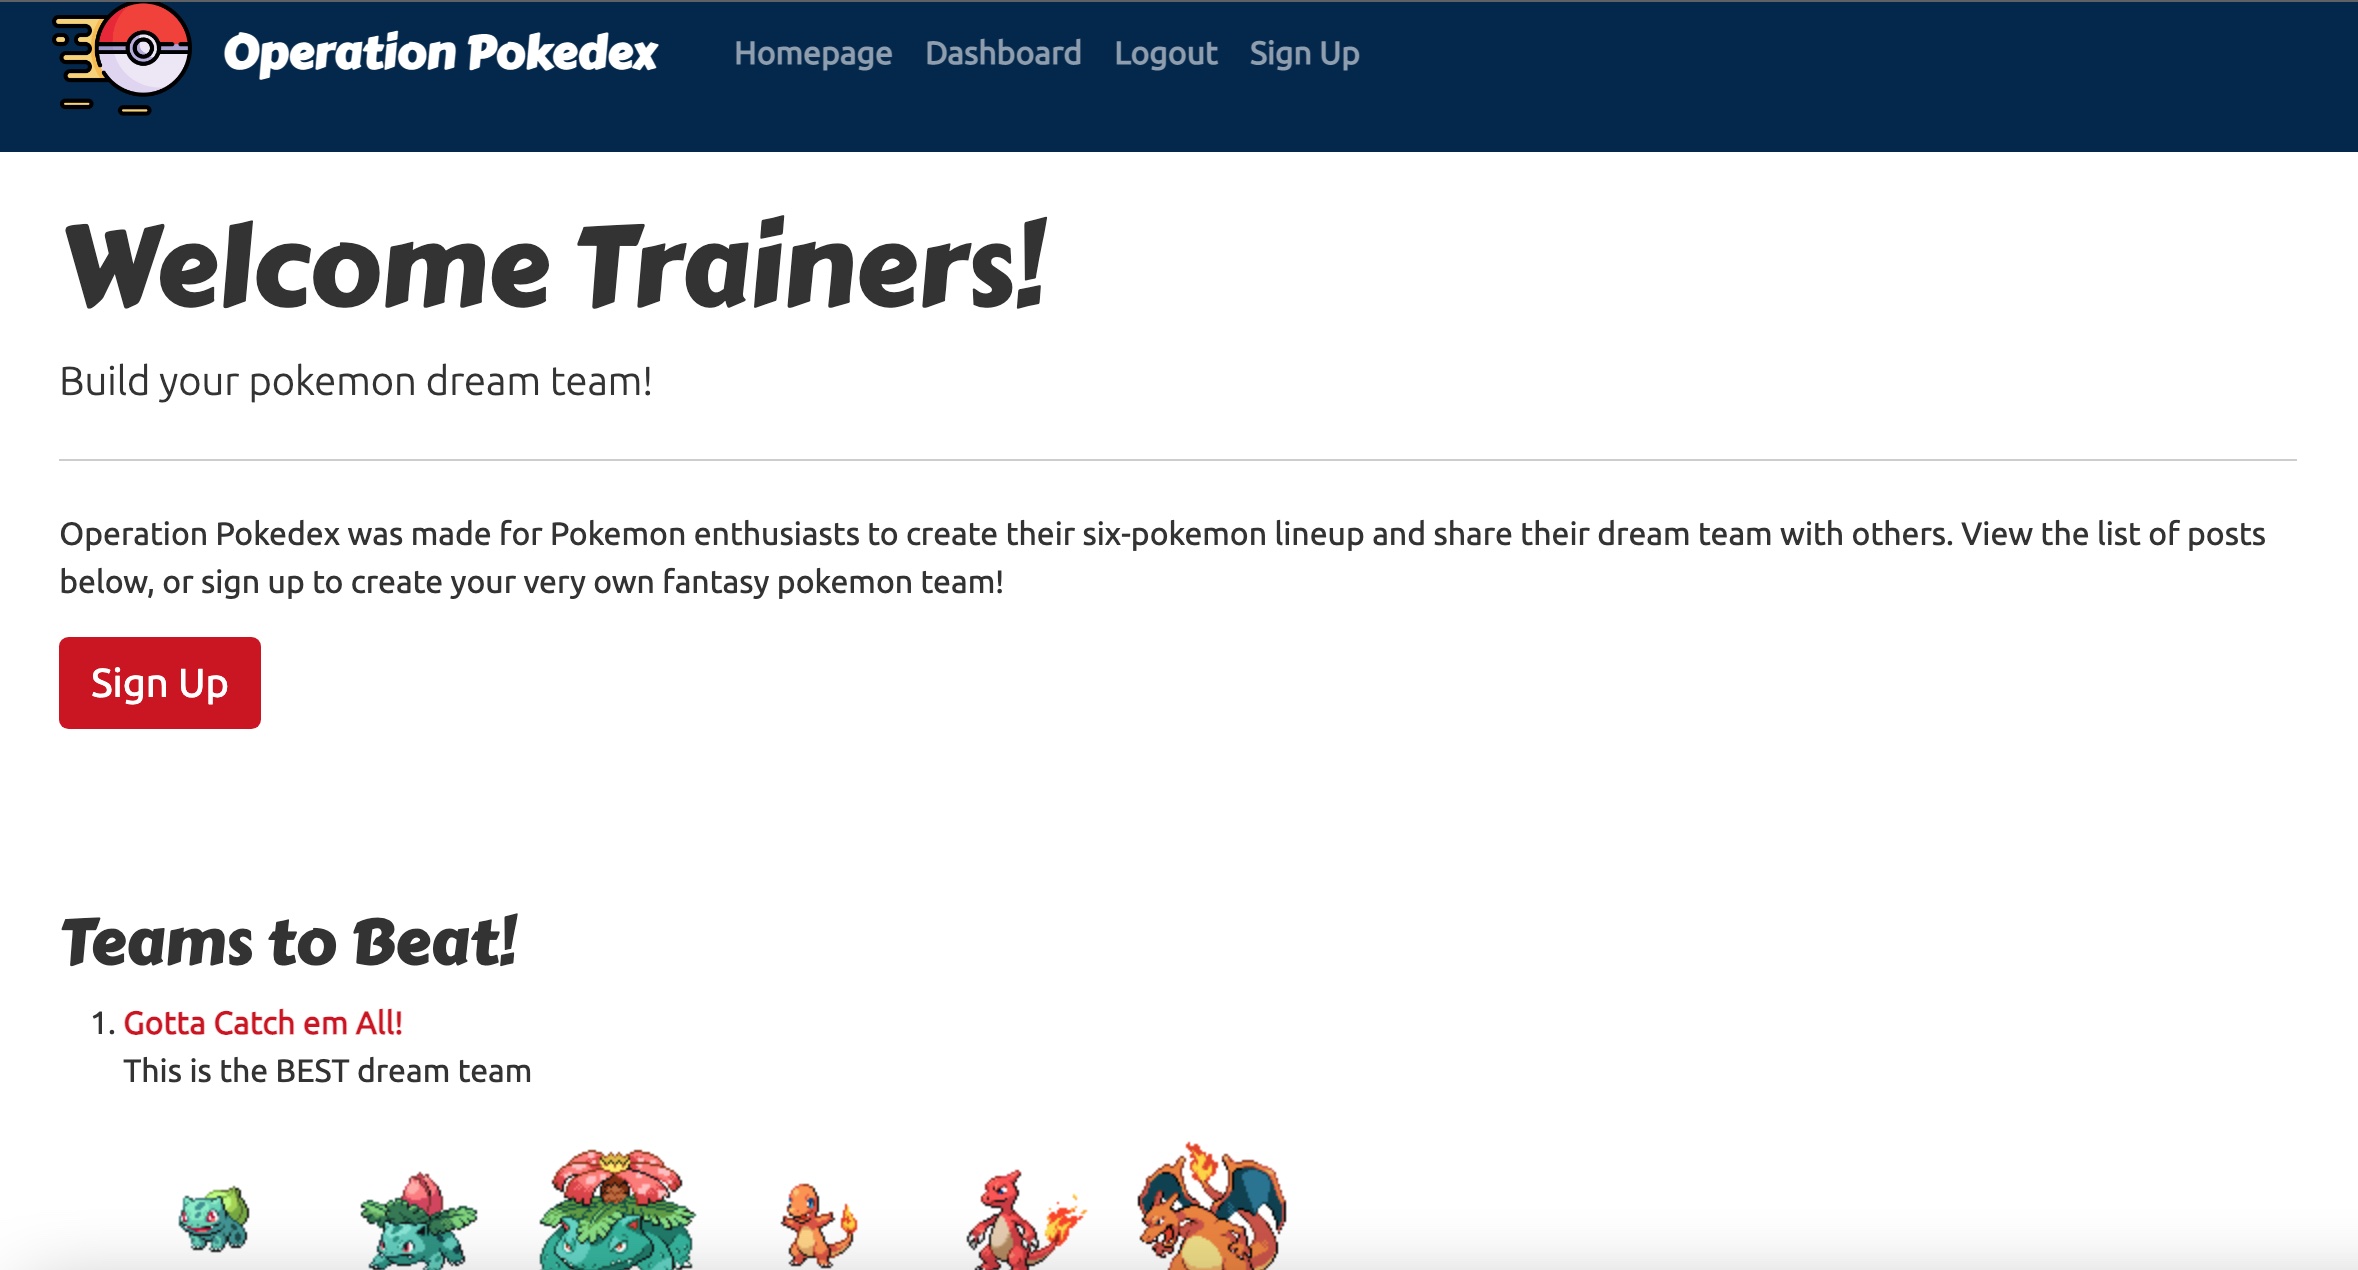 Operation Pokedex Homepage Dashboard Logout Sign Up
Welcome Trainers!
Build your pokemon dream team!
Operation Pokedex was made for Pokemon enthusiasts to create their six-pokemon lineup and share their dream team with others. View the list of posts
below, or sign up to create your very own fantasy pokemon team!
Sign Up
Teams to Beat!
1. Gotta Catch em All!
This is the BEST dream team